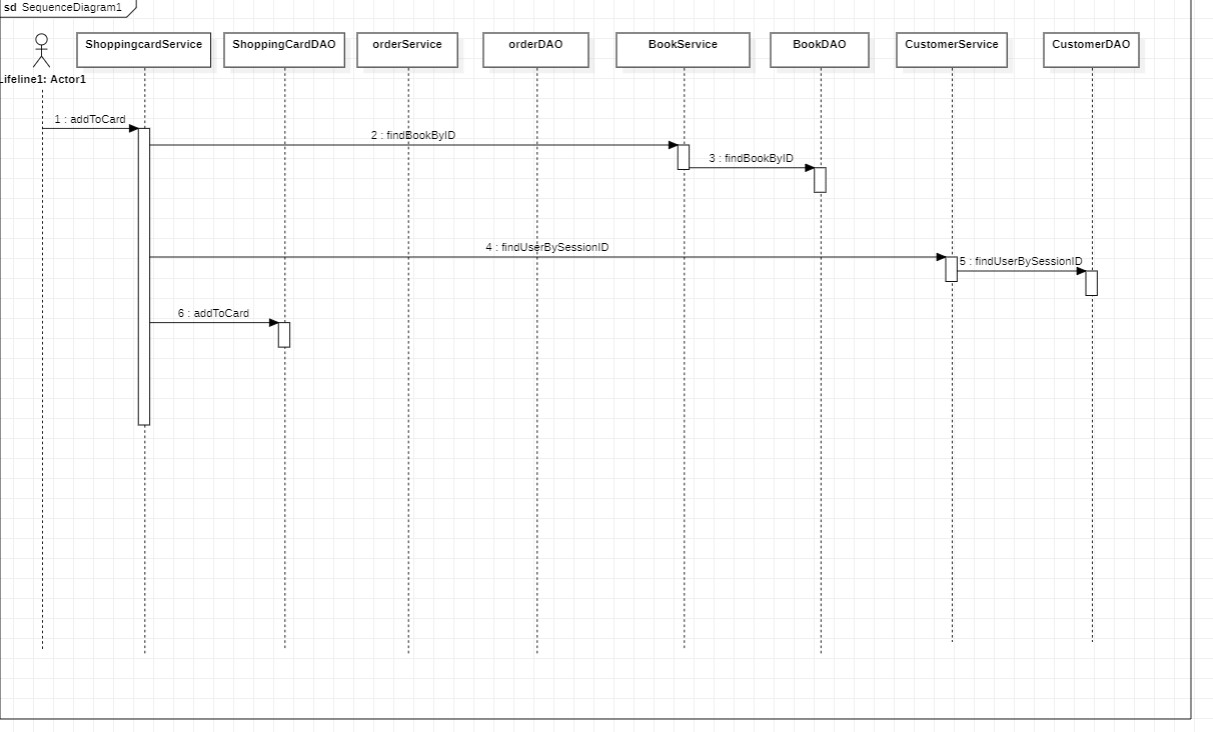 sd SequenceDiagram1
ShoppingcardService
ShoppingCardDAO
orderService
orderDAO
BookService
BookDAO
CustomerService
CustomerDAO
Lifeline1: Actor1
1 : addToCard
2 : findBookByID
3 : findBookByID
4 : findUserBySessionID
5 : findUserBySessionID
6 : addToCard